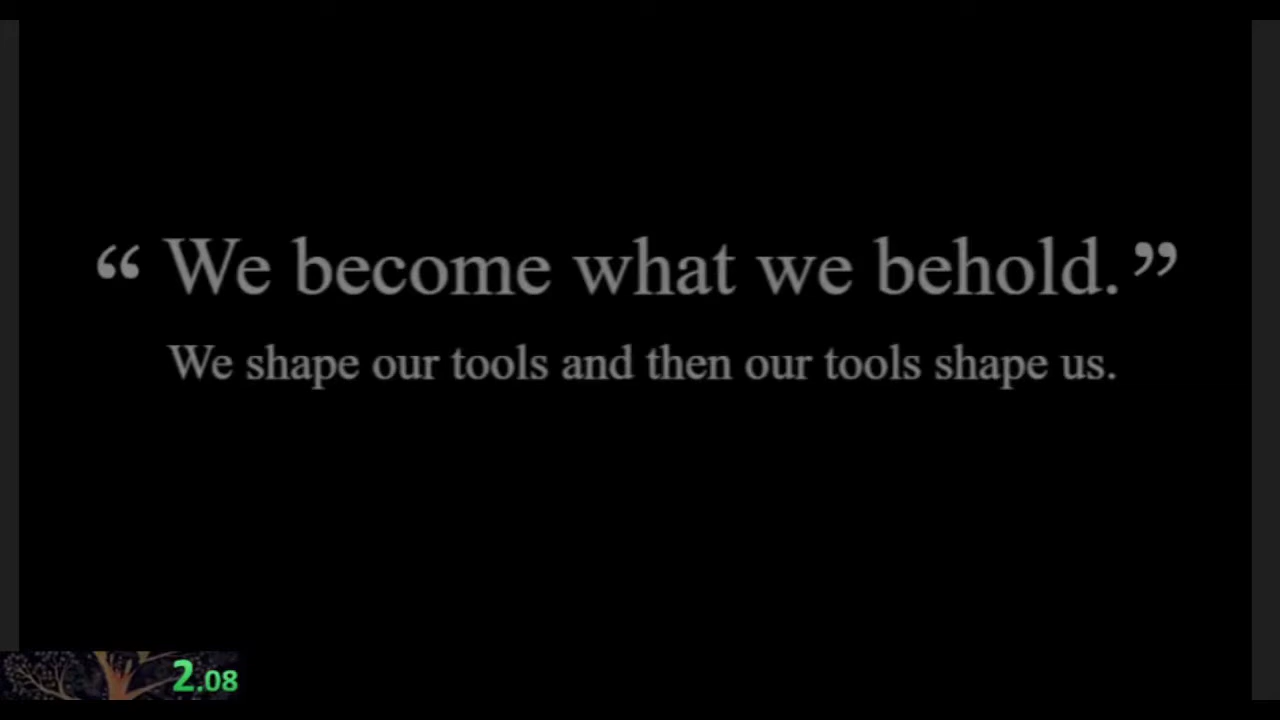 “ We become what we behold. ”
We shape our tools and then our tools shape us.
2.08